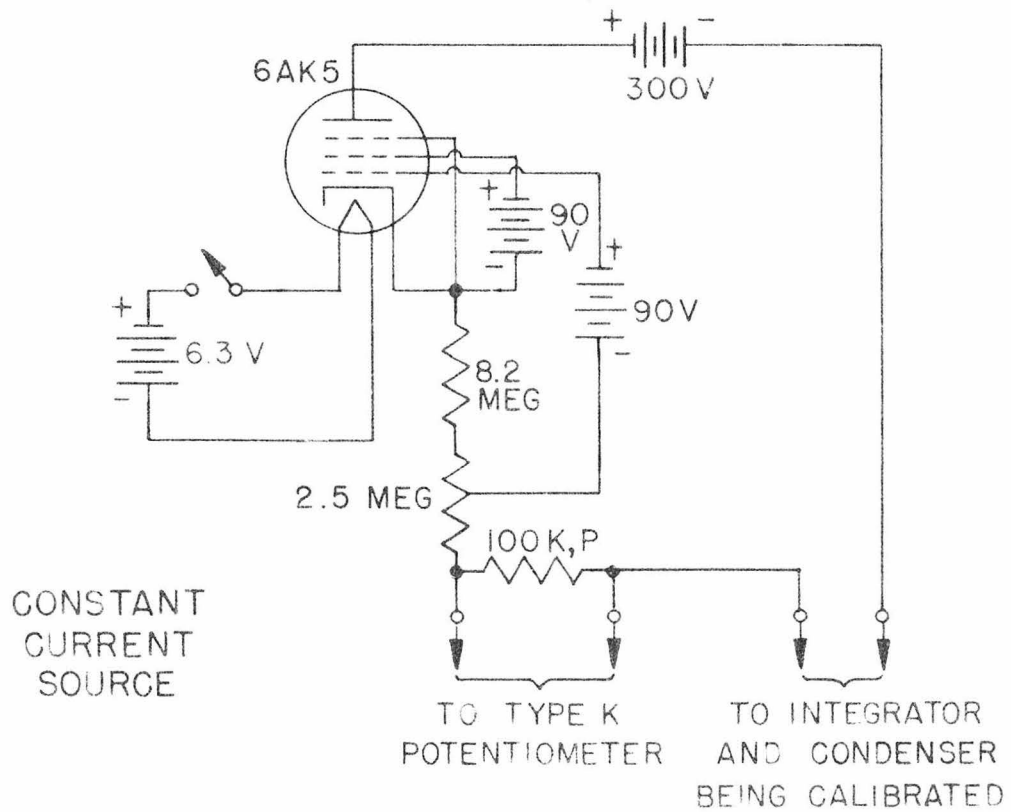 + -
300V
6AK5
+
90
V
-
+
90V
-
+
6.3 V
-
8.2
MEG
2.5 MEG
100K,P
CONSTANT
CURRENT
SOURCE
TO TYPE K
POTENTIOMETER
TO INTEGRATOR
AND CONDENSER
BEING CALIBRATED